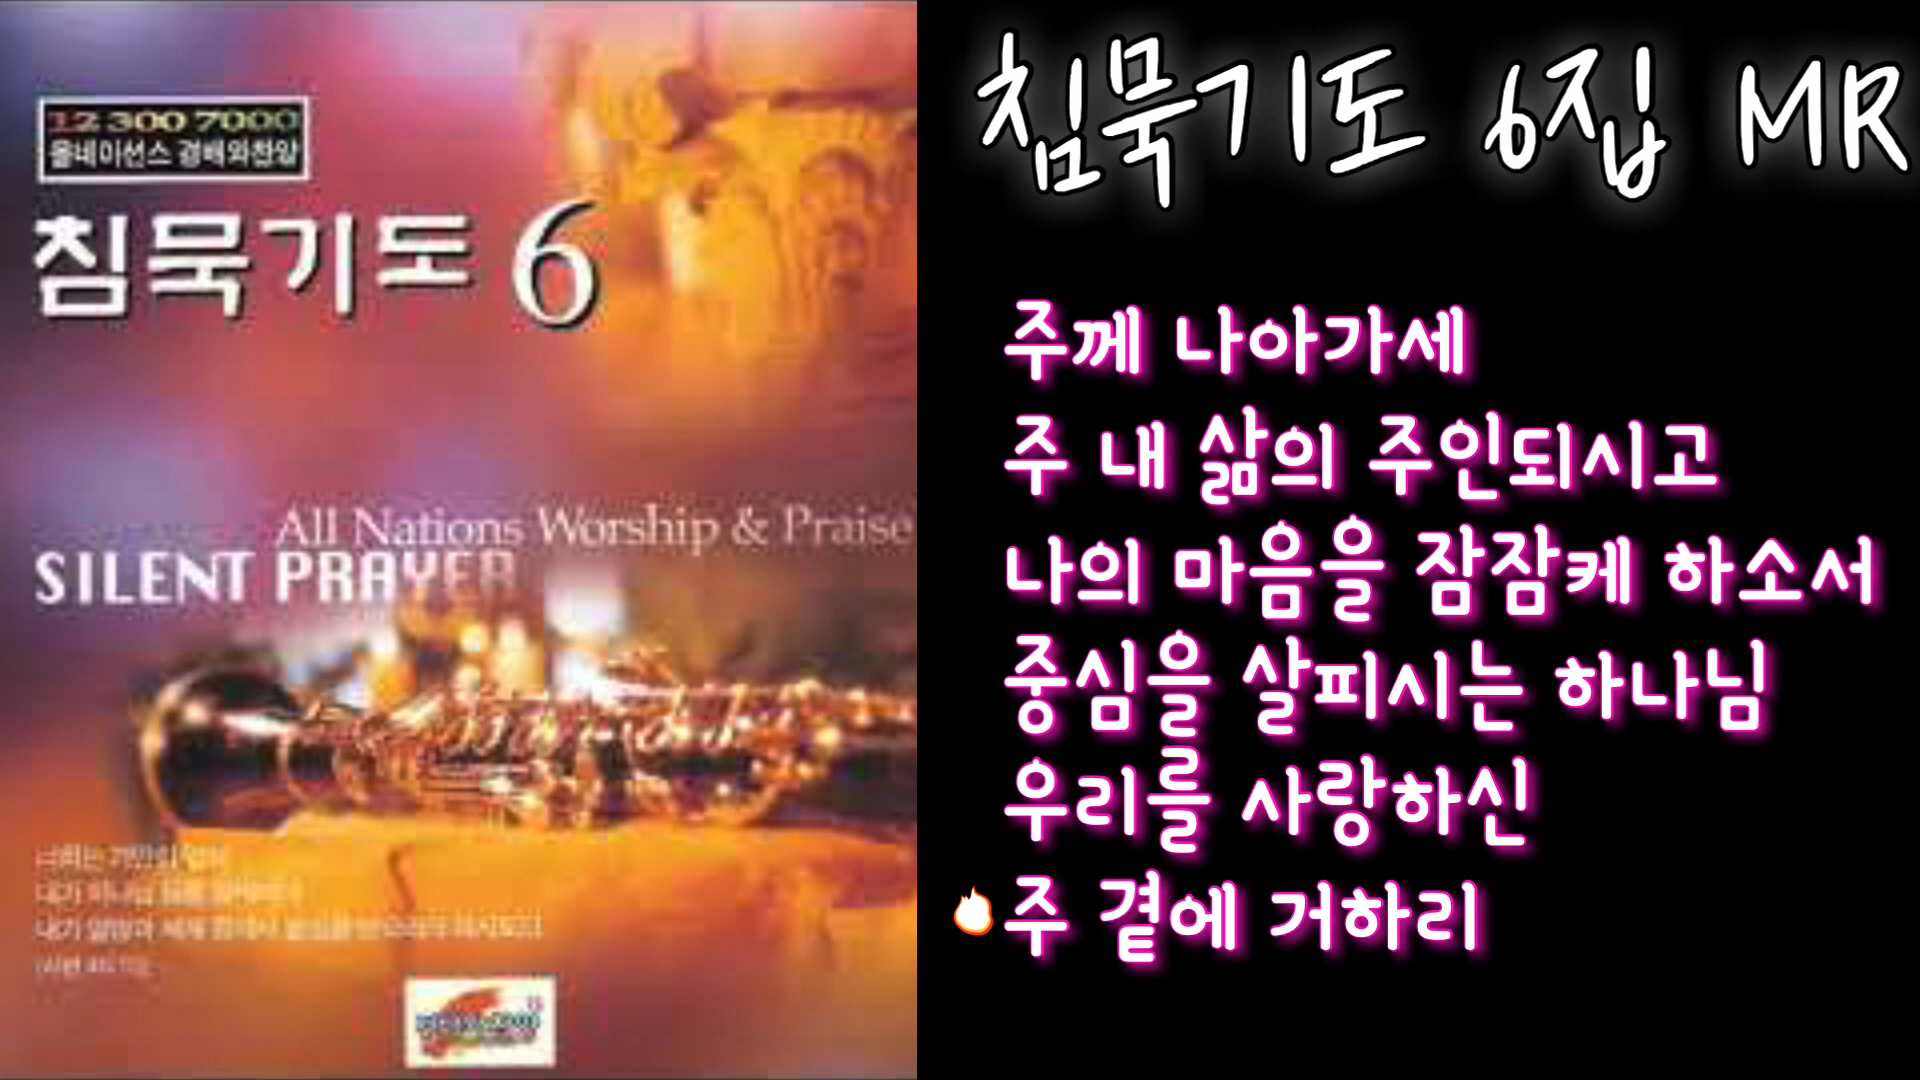 12 300 7000
올네이션스 경배와찬양
침묵기도 6
All Nations Worship & Praise
SILENT PRAYER
침묵기도 6집 MR
주께 나아가세
주 내 삶의 주인되시고
나의 마음을 잠잠케 하소서
중심을 살피시는 하나님
우리를 사랑하신
주 곁에 거하리